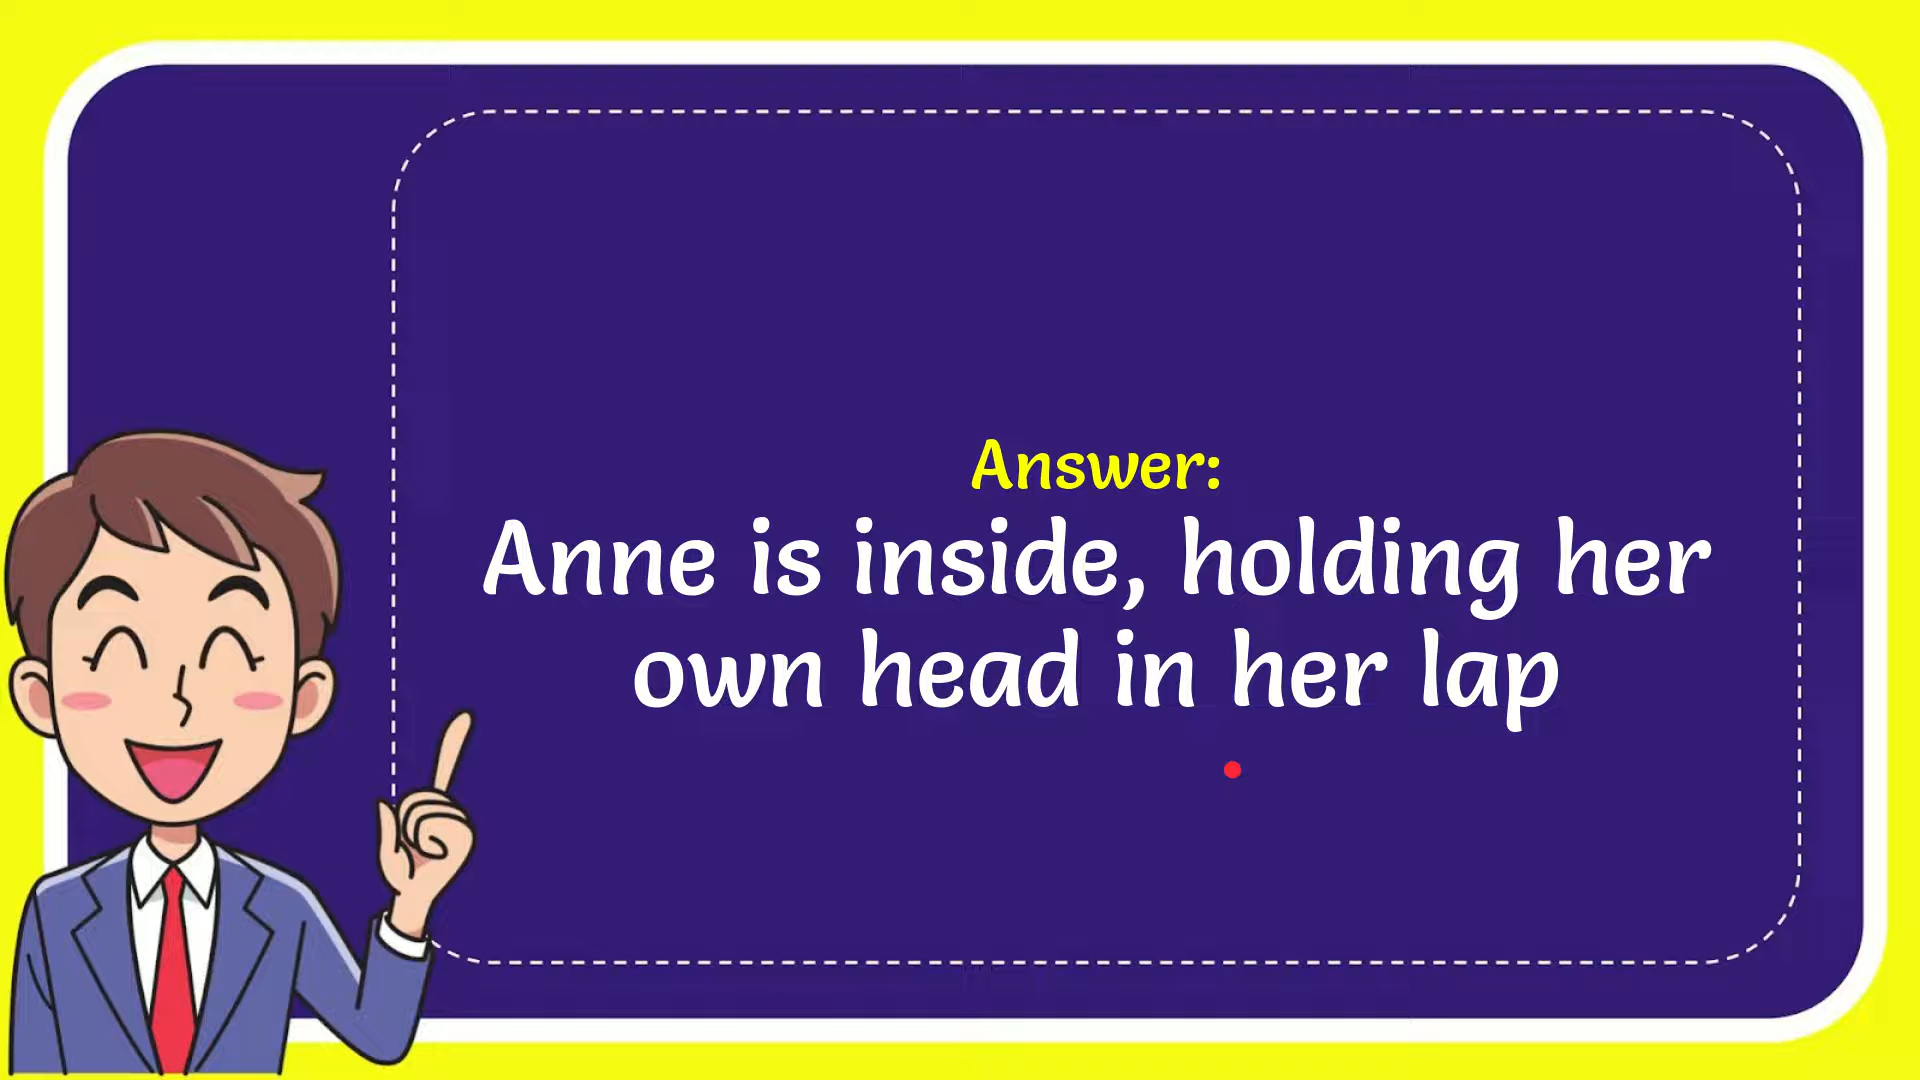 Answer:
Anne is inside, holding her
own head in her lap